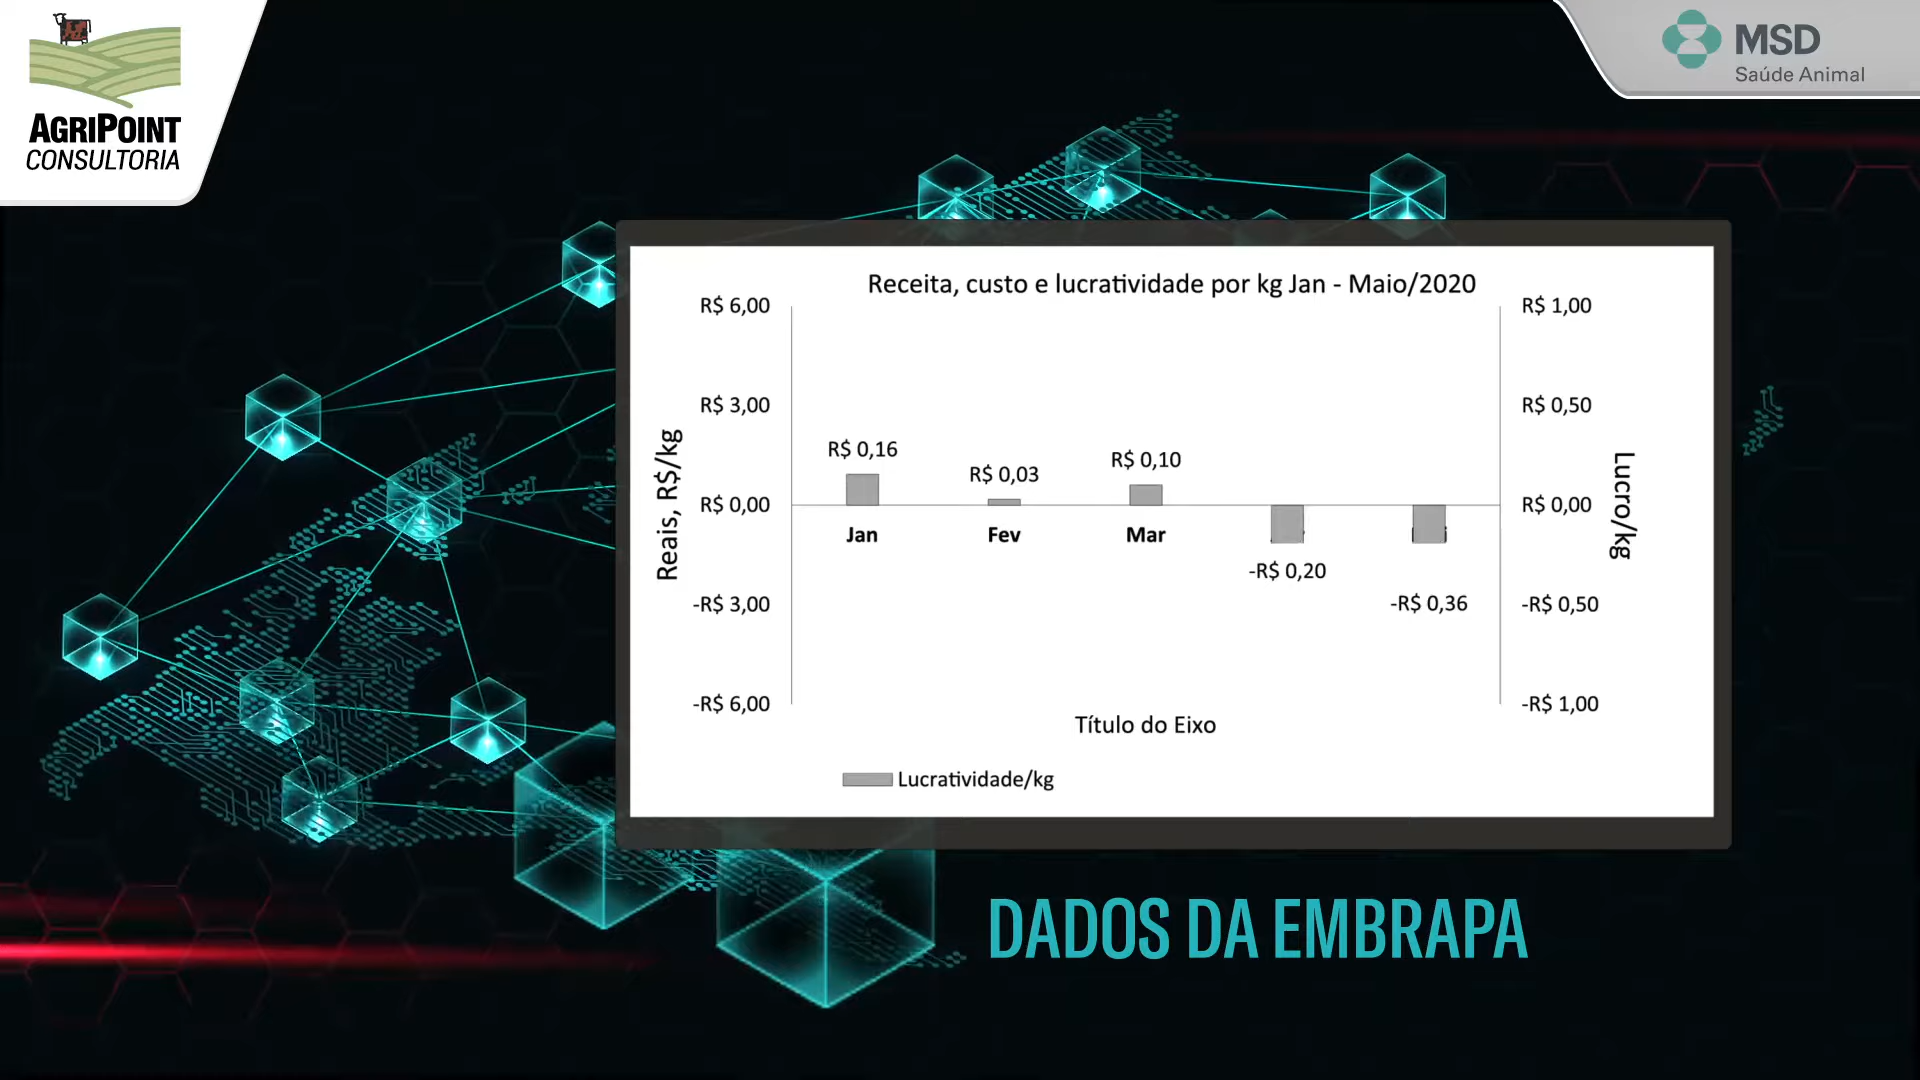 AGRIPOINT
CONSULTORIA
MSD
Saúde Animal
Receita, custo e lucratividade por kg Jan - Maio/2020
R$ 6,00
R$ 3,00
R$ 0,00
-R$ 3,00
-R$ 6,00
Reais, R$/kg
R$ 0,16
R$ 0,03
R$ 0,10
-R$ 0,20
-R$ 0,36
Jan
Fev
Mar
R$ 1,00
R$ 0,50
R$ 0,00
-R$ 0,50
-R$ 1,00
Lucro/kg
Título do Eixo
Lucratividade/kg
DADOS DA EMBRAPA